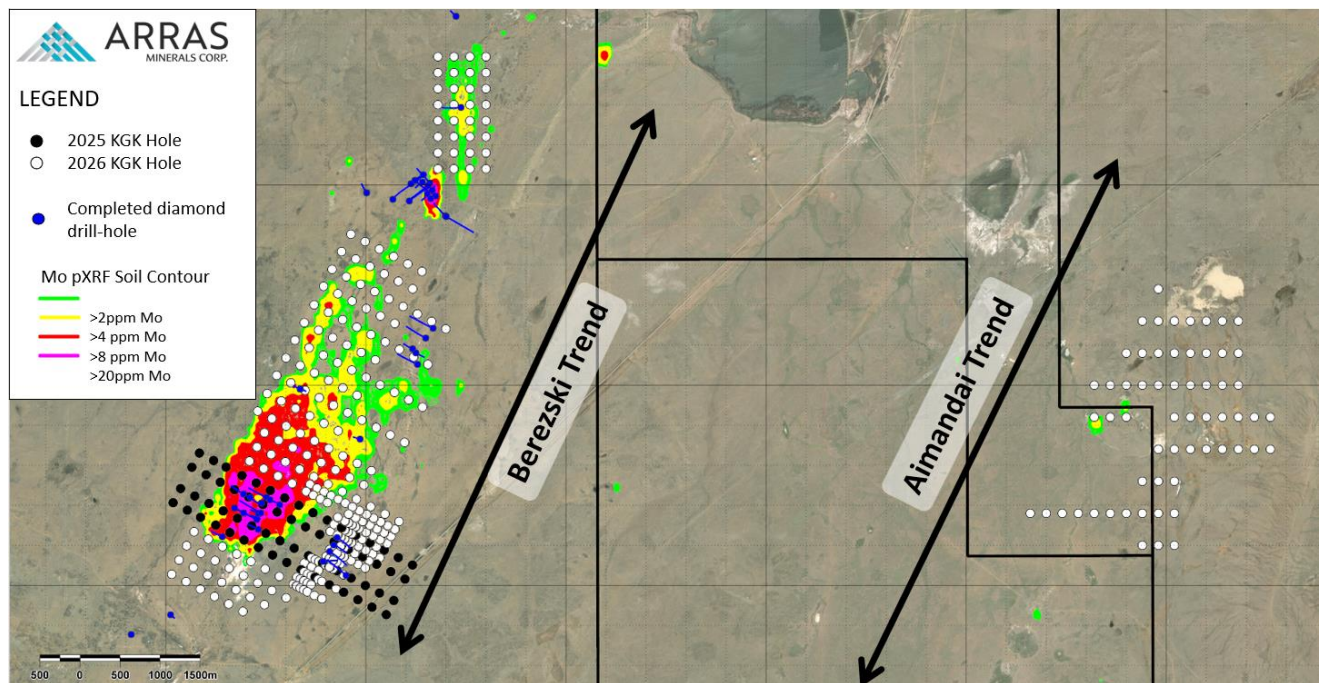 ARRAS
MINERALS CORP.
LEGEND
2025 KGK Hole
2026 KGK Hole
Completed diamond
drill-hole
Mo pXRF Soil Contour
>2ppm Mo
>4 ppm Mo
>8 ppm Mo
>20ppm Mo
Berezski Trend
Aimandai Trend
500 0 500 1000 1500m